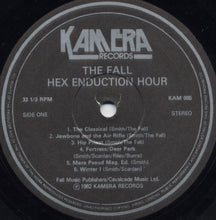 KAMERA
RECORDS
THE FALL
HEX ENDUCTION HOUR
33 1/3 RPM
KAM 005
SIDE ONE
STEREO
1. The Classical (Smith/The Fall)
2. Jawbone and the Air Rifle (Smith/The Fall)
3. Hip Priest (Smith/The Fall)
4. Fortress/Deer Park
(Smith/Scanlan/Riley/Burns)
5. Mere Pseud Mag. Ed. (Smith)
6. Winter 1 (Smith/Scanlan)
Fall Music Publishers/Cavalcade Music Ltd.
℗ 1982 KAMERA RECORDS